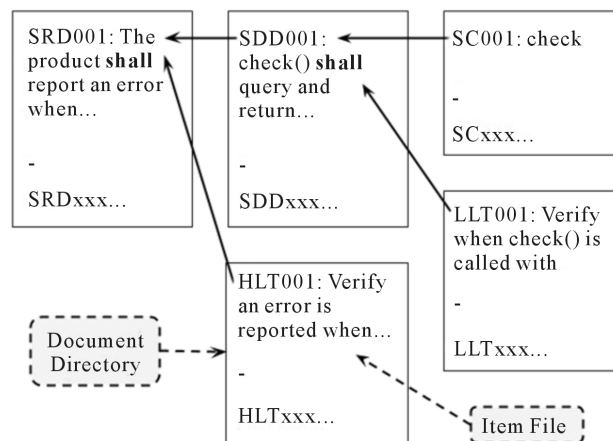 SRD001: The
product shall
report an error
when...
-
SRDxxx...
SDD001:
check() shall
query and
return...
-
SDDxxx...
SC001: check
-
SCxxx...
LLT001: Verify
when check() is
called with
-
LLTxxx...
HLT001: Verify
an error is
reported when...
-
HLTxxx...
Document
Directory
Item File